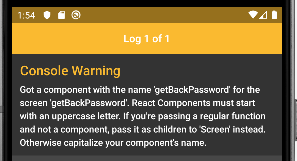 1:54
Log 1 of 1
Console Warning
Got a component with the name 'getBackPassword' for the
screen 'getBackPassword'. React Components must start
with an uppercase letter. If you're passing a regular function
and not a component, pass it as children to 'Screen' instead.
Otherwise capitalize your component's name.